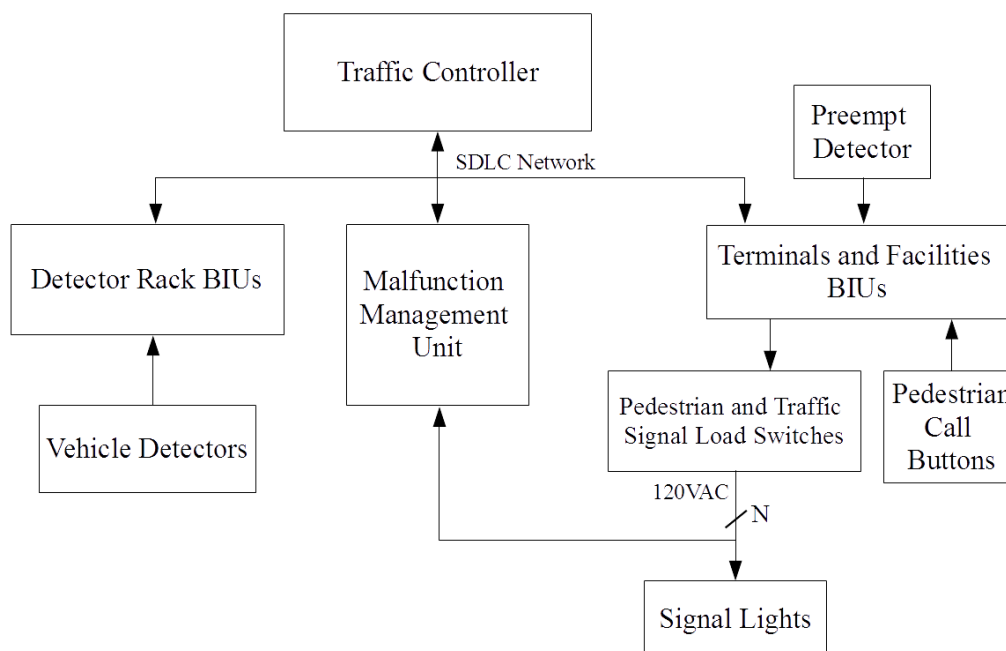 Traffic Controller
Preempt
Detector
SDLC Network
Detector Rack BIUs
Malfunction
Management
Unit
Terminals and Facilities
BIUs
Vehicle Detectors
Pedestrian and Traffic
Signal Load Switches
Pedestrian
Call
Buttons
120VAC
N
Signal Lights